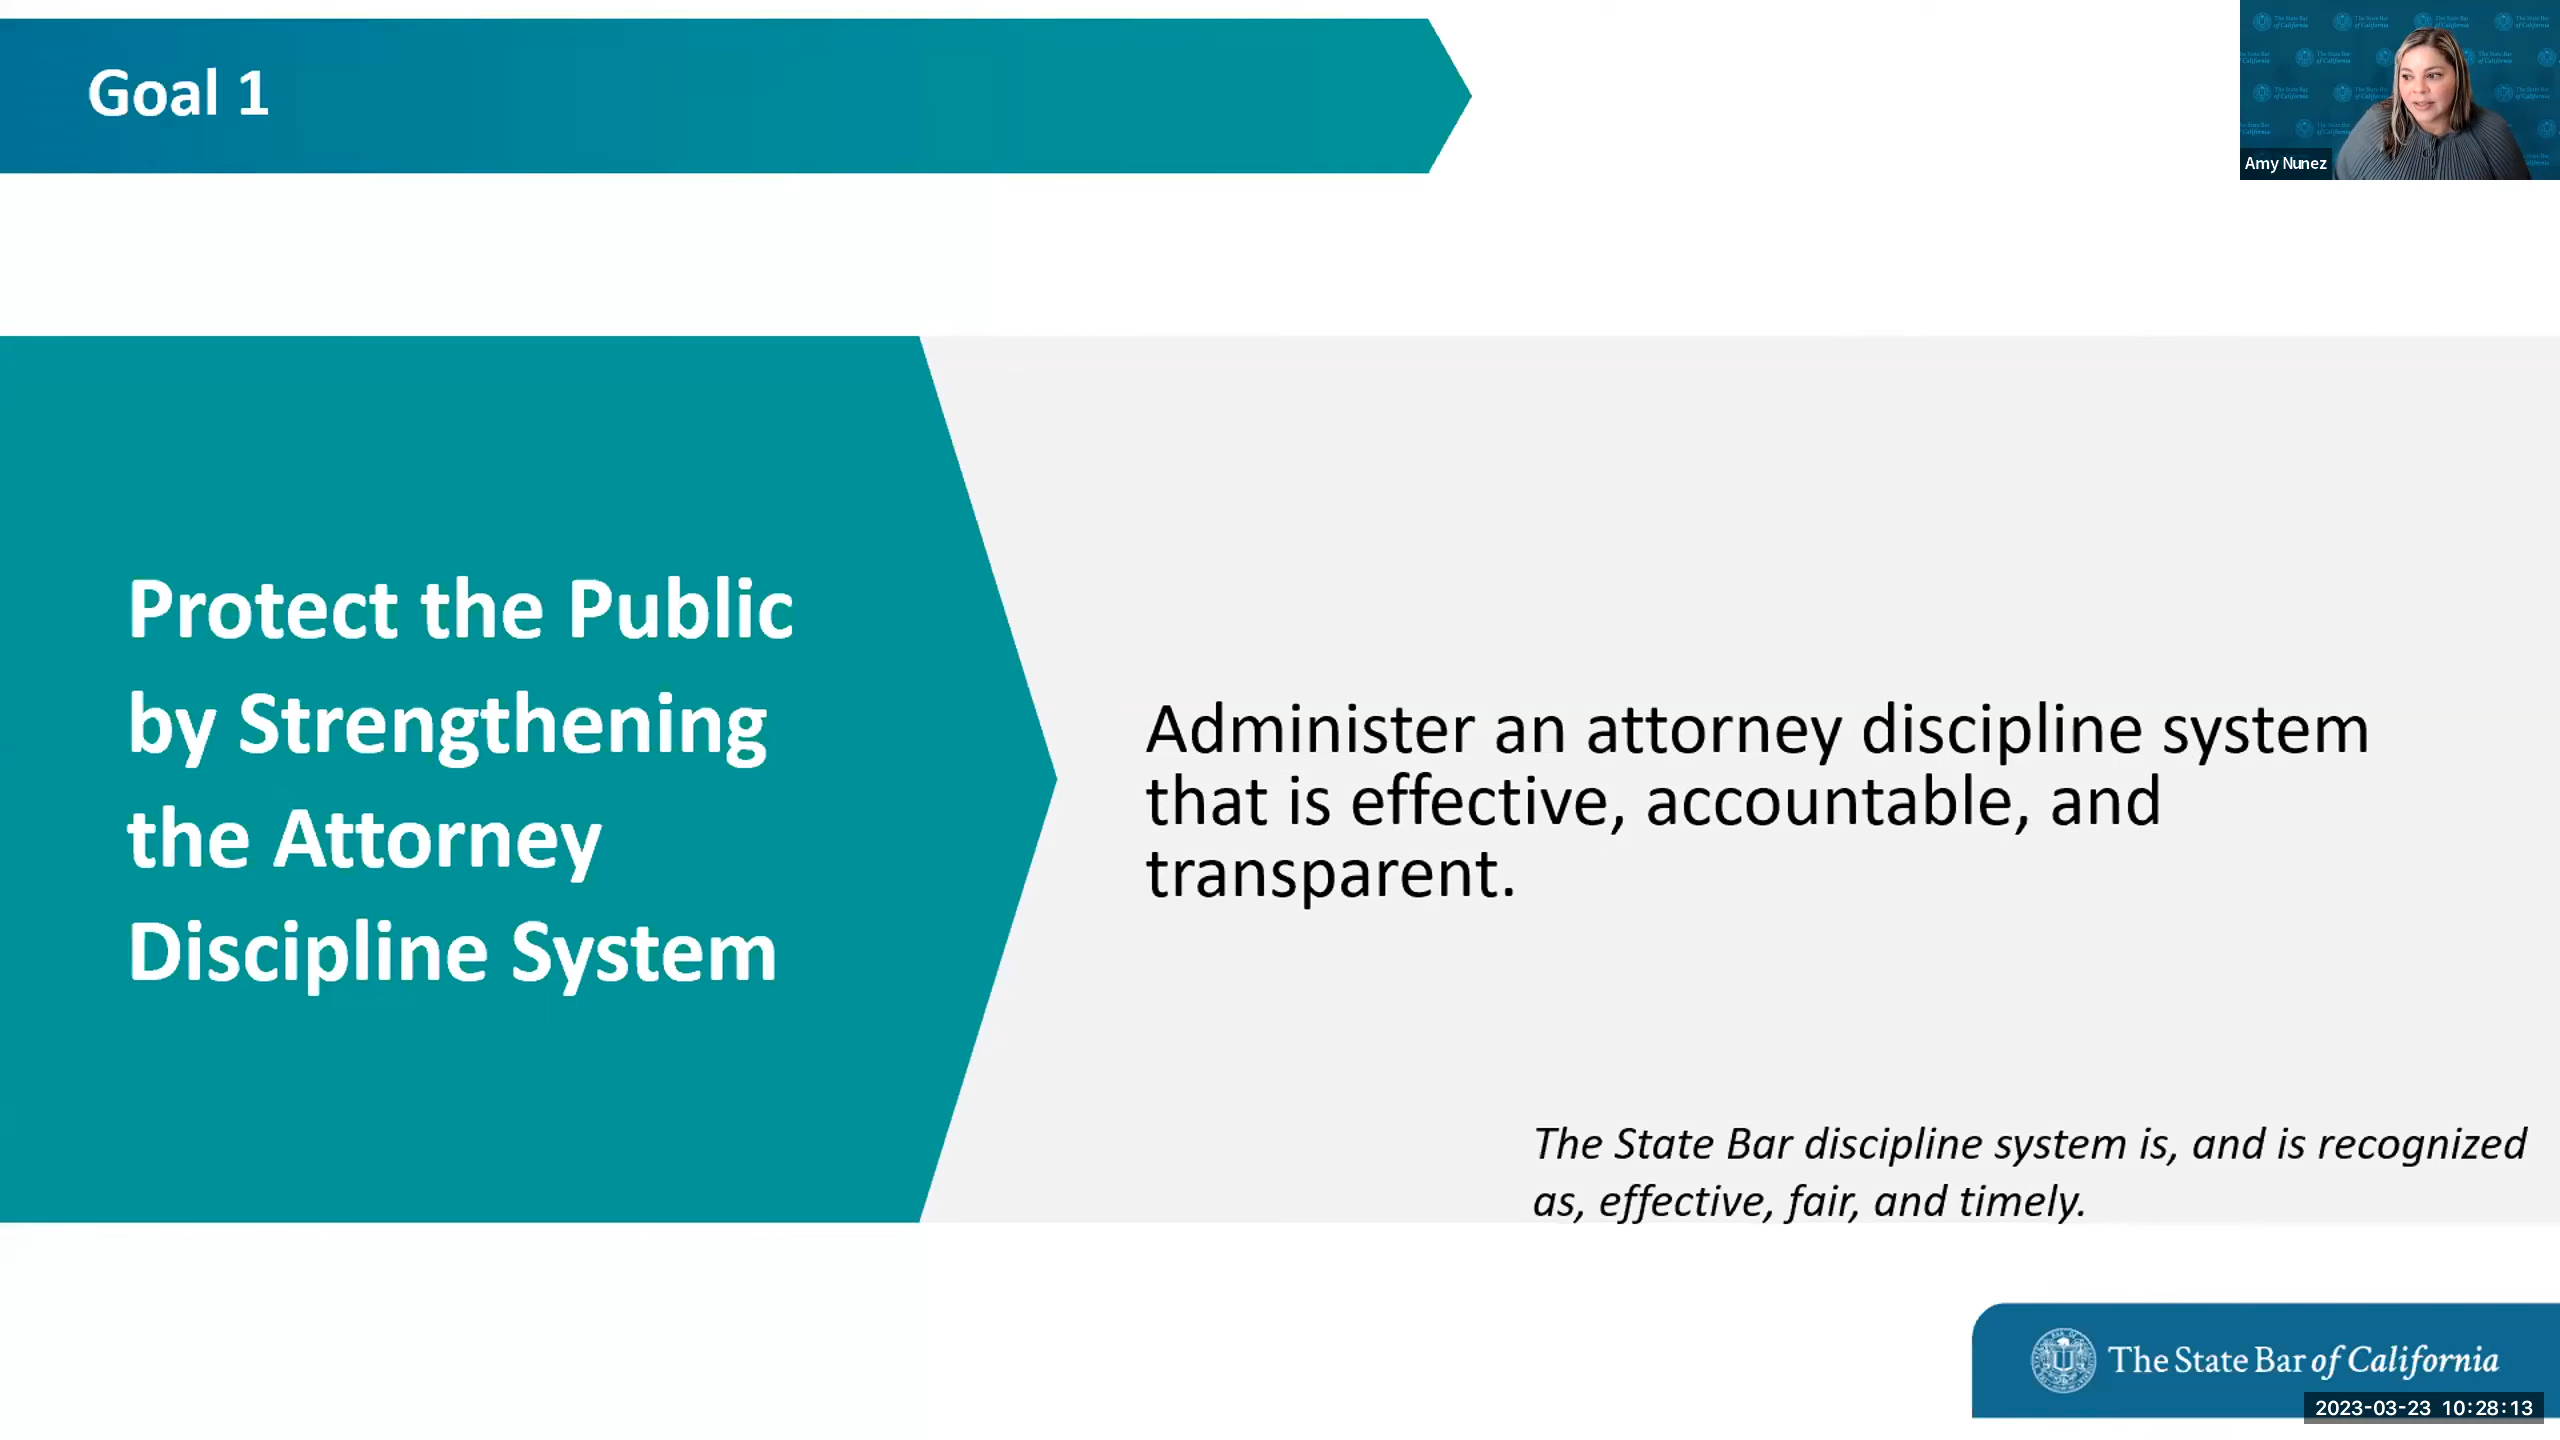 Goal 1
Amy Nunez
Protect the Public
by Strengthening
the Attorney
Discipline System
Administer an attorney discipline system
that is effective, accountable, and
transparent.
The State Bar discipline system is, and is recognized
as, effective, fair, and timely.
The State Bar of California
2023-03-23 10:28:13